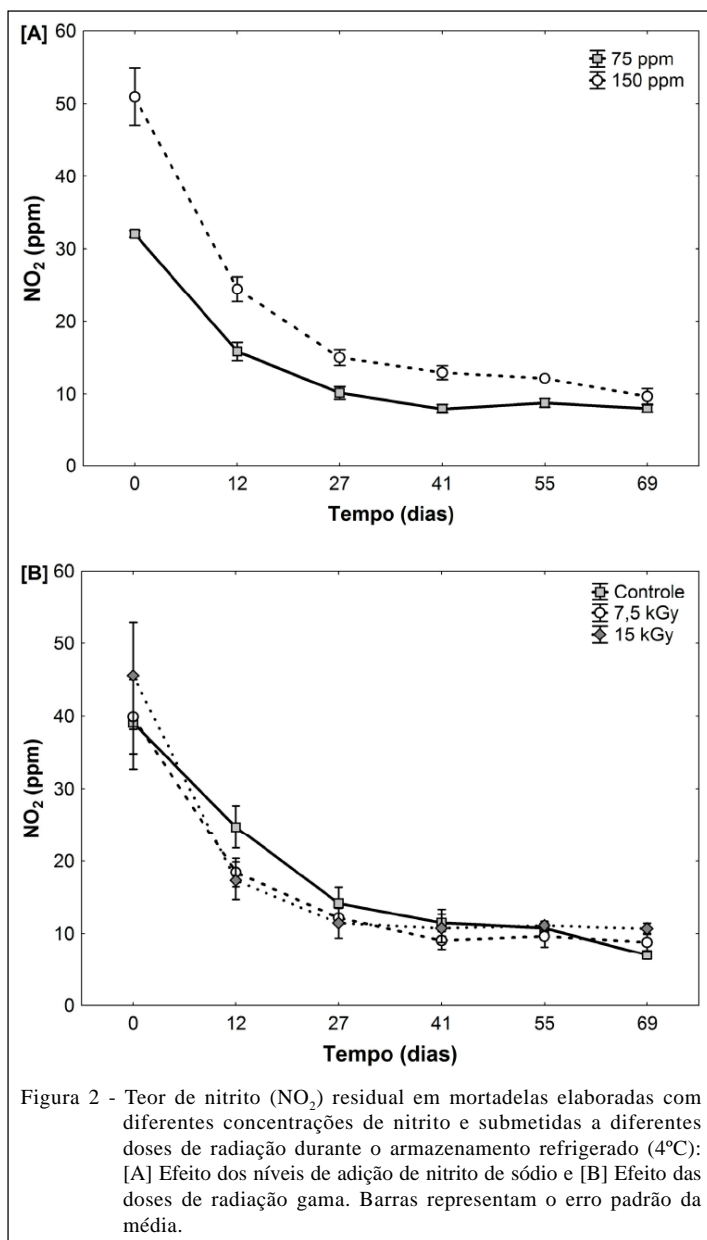 [A]
60
50
40
30
20
10
0
NO₂ (ppm)
75 ppm
150 ppm
0 12 27 41 55 69
Tempo (dias)
[B]
60
50
40
30
20
10
0
NO₂ (ppm)
Controle
7,5 kGy
15 kGy
0 12 27 41 55 69
Tempo (dias)
Figura 2 - Teor de nitrito (NO₂) residual em mortadelas elaboradas com
diferentes concentrações de nitrito e submetidas a diferentes
doses de radiação durante o armazenamento refrigerado (4ºC):
[A] Efeito dos níveis de adição de nitrito de sódio e [B] Efeito das
doses de radiação gama. Barras representam o erro padrão da
média.